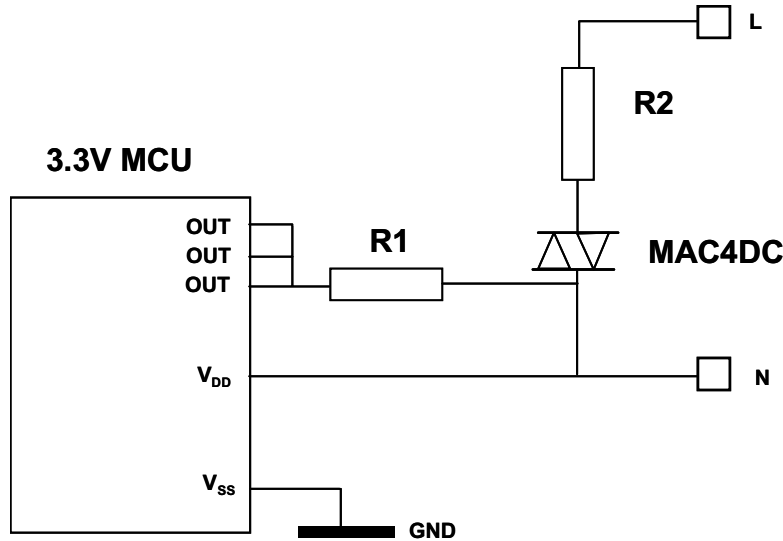 L
R2
3.3V MCU
OUT
R1
OUT
MAC4DC
OUT
VDD
N
VSS
GND